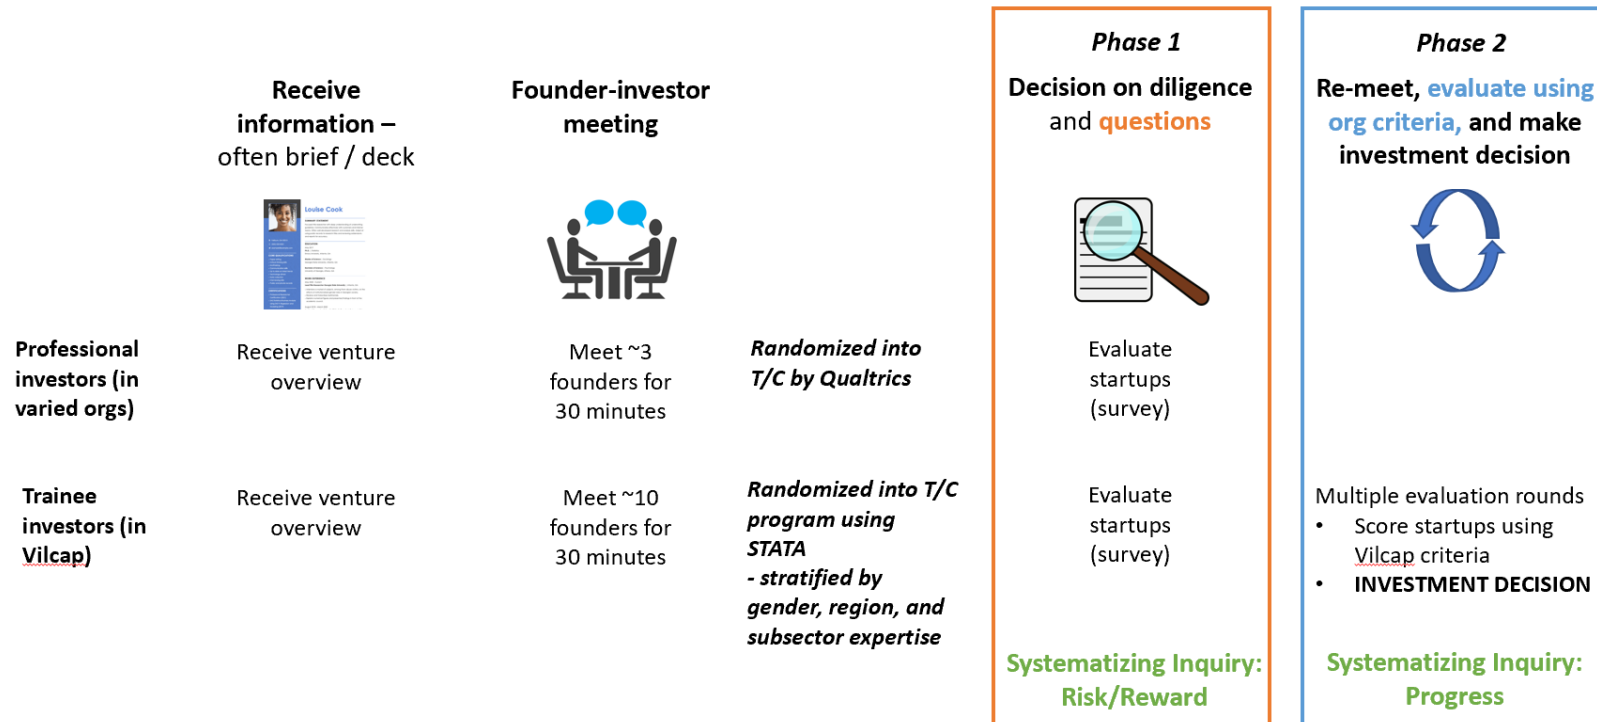 Phase 1
Phase 2
Receive
information –
often brief / deck
Founder-investor
meeting
Decision on diligence
and questions
Re-meet, evaluate using
org criteria, and make
investment decision
Louise Cook
Professional
investors (in
varied orgs)
Receive venture
overview
Meet ~3
founders for
30 minutes
Randomized into
T/C by Qualtrics
Evaluate
startups
(survey)
Trainee
investors (in
Vilcap)
Receive venture
overview
Meet ~10
founders for
30 minutes
Randomized into T/C
program using
STATA
- stratified by
gender, region, and
subsector expertise
Evaluate
startups
(survey)
Multiple evaluation rounds
• Score startups using
Vilcap criteria
• INVESTMENT DECISION
Systematizing Inquiry:
Risk/Reward
Systematizing Inquiry:
Progress